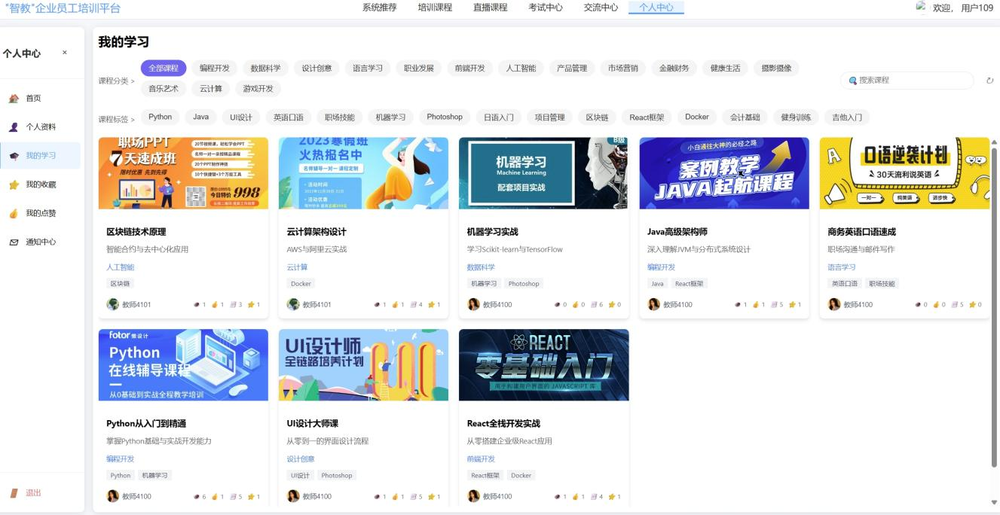 "智教"企业员工培训平台
系统推荐 培训课程 直播课程 考试中心 交流中心 个人中心
欢迎, 用户109
个人中心 ×
首页
个人资料
我的学习
我的收藏
我的点赞
通知中心
退出
我的学习
课程分类 >
全部课程 编程开发 数据科学 设计创意 语言学习 职业发展 前端开发 人工智能 产品管理 市场营销 金融财务 健康生活 摄影摄像
音乐艺术 云计算 游戏开发
搜索课程
课程标签 >
Python Java UI设计 英语口语 职场技能 机器学习 Photoshop 日语入门 项目管理 区块链 React框架 Docker 会计基础 健身训练 吉他入门
职场PPT
7天速成班
限时优惠 先到先得
20节视频课，轻松学会PPT
名师一对一亲授精品课程
20个PPT制作神技
10个快捷键+3个万能工具
今日特价 998
区块链技术原理
智能合约与去中心化应用
人工智能
区块链
教师4101 1 1 3 1
2023寒假班
火热报名中
名师辅导一对一 课程定制
活动时间
活动优惠
云计算架构设计
AWS与阿里云实战
云计算
Docker
教师4101 1 1 4 1
B级
机器学习
Machine Learning
配套项目实战
机器学习实战
学习Scikit-learn与TensorFlow
数据科学
机器学习 Photoshop
教师4100 0 0 6 0
小白通往大神的必经之路
案例教学
JAVA起航课程
Java高级架构师
深入理解JVM与分布式系统设计
编程开发
Java React框架
教师4100 1 1 5 1
A
口语逆袭计划
30天流利说英语
一对一 纯英语 进步快
商务英语口语速成
职场沟通与邮件写作
语言学习
英语口语 职场技能
教师4100 0 0 5 0
fotor懒设计
Python
在线辅导课程
从0基础到实战全程教学培训
Python从入门到精通
掌握Python基础与实战开发能力
编程开发
Python 机器学习
教师4100 6 1 5 1
UI设计师
全链路培养计划
UI设计大师课
从零到一的界面设计流程
设计创意
UI设计 Photoshop
教师4100 1 1 5 1
REACT
零基础入门
用于构建用户界面的 JAVASCRIPT 库
React全栈开发实战
从零搭建企业级React应用
前端开发
React框架 Docker
教师4100 1 1 4 1